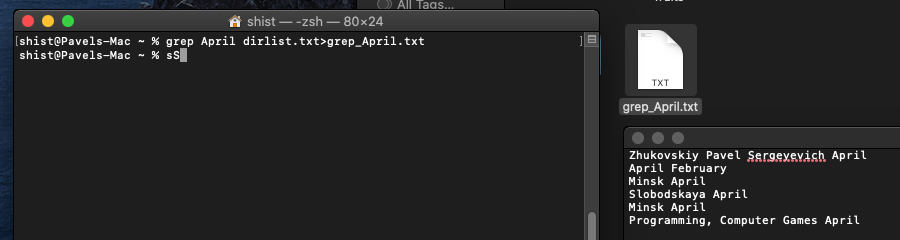 All Tags...
shist — -zsh — 80×24
[shist@Pavels-Mac ~ % grep April dirlist.txt>grep_April.txt ]
shist@Pavels-Mac ~ % sS
TXT
grep_April.txt
Zhukovskiy Pavel Sergeyevich April
April February
Minsk April
Slobodskaya April
Minsk April
Programming, Computer Games April